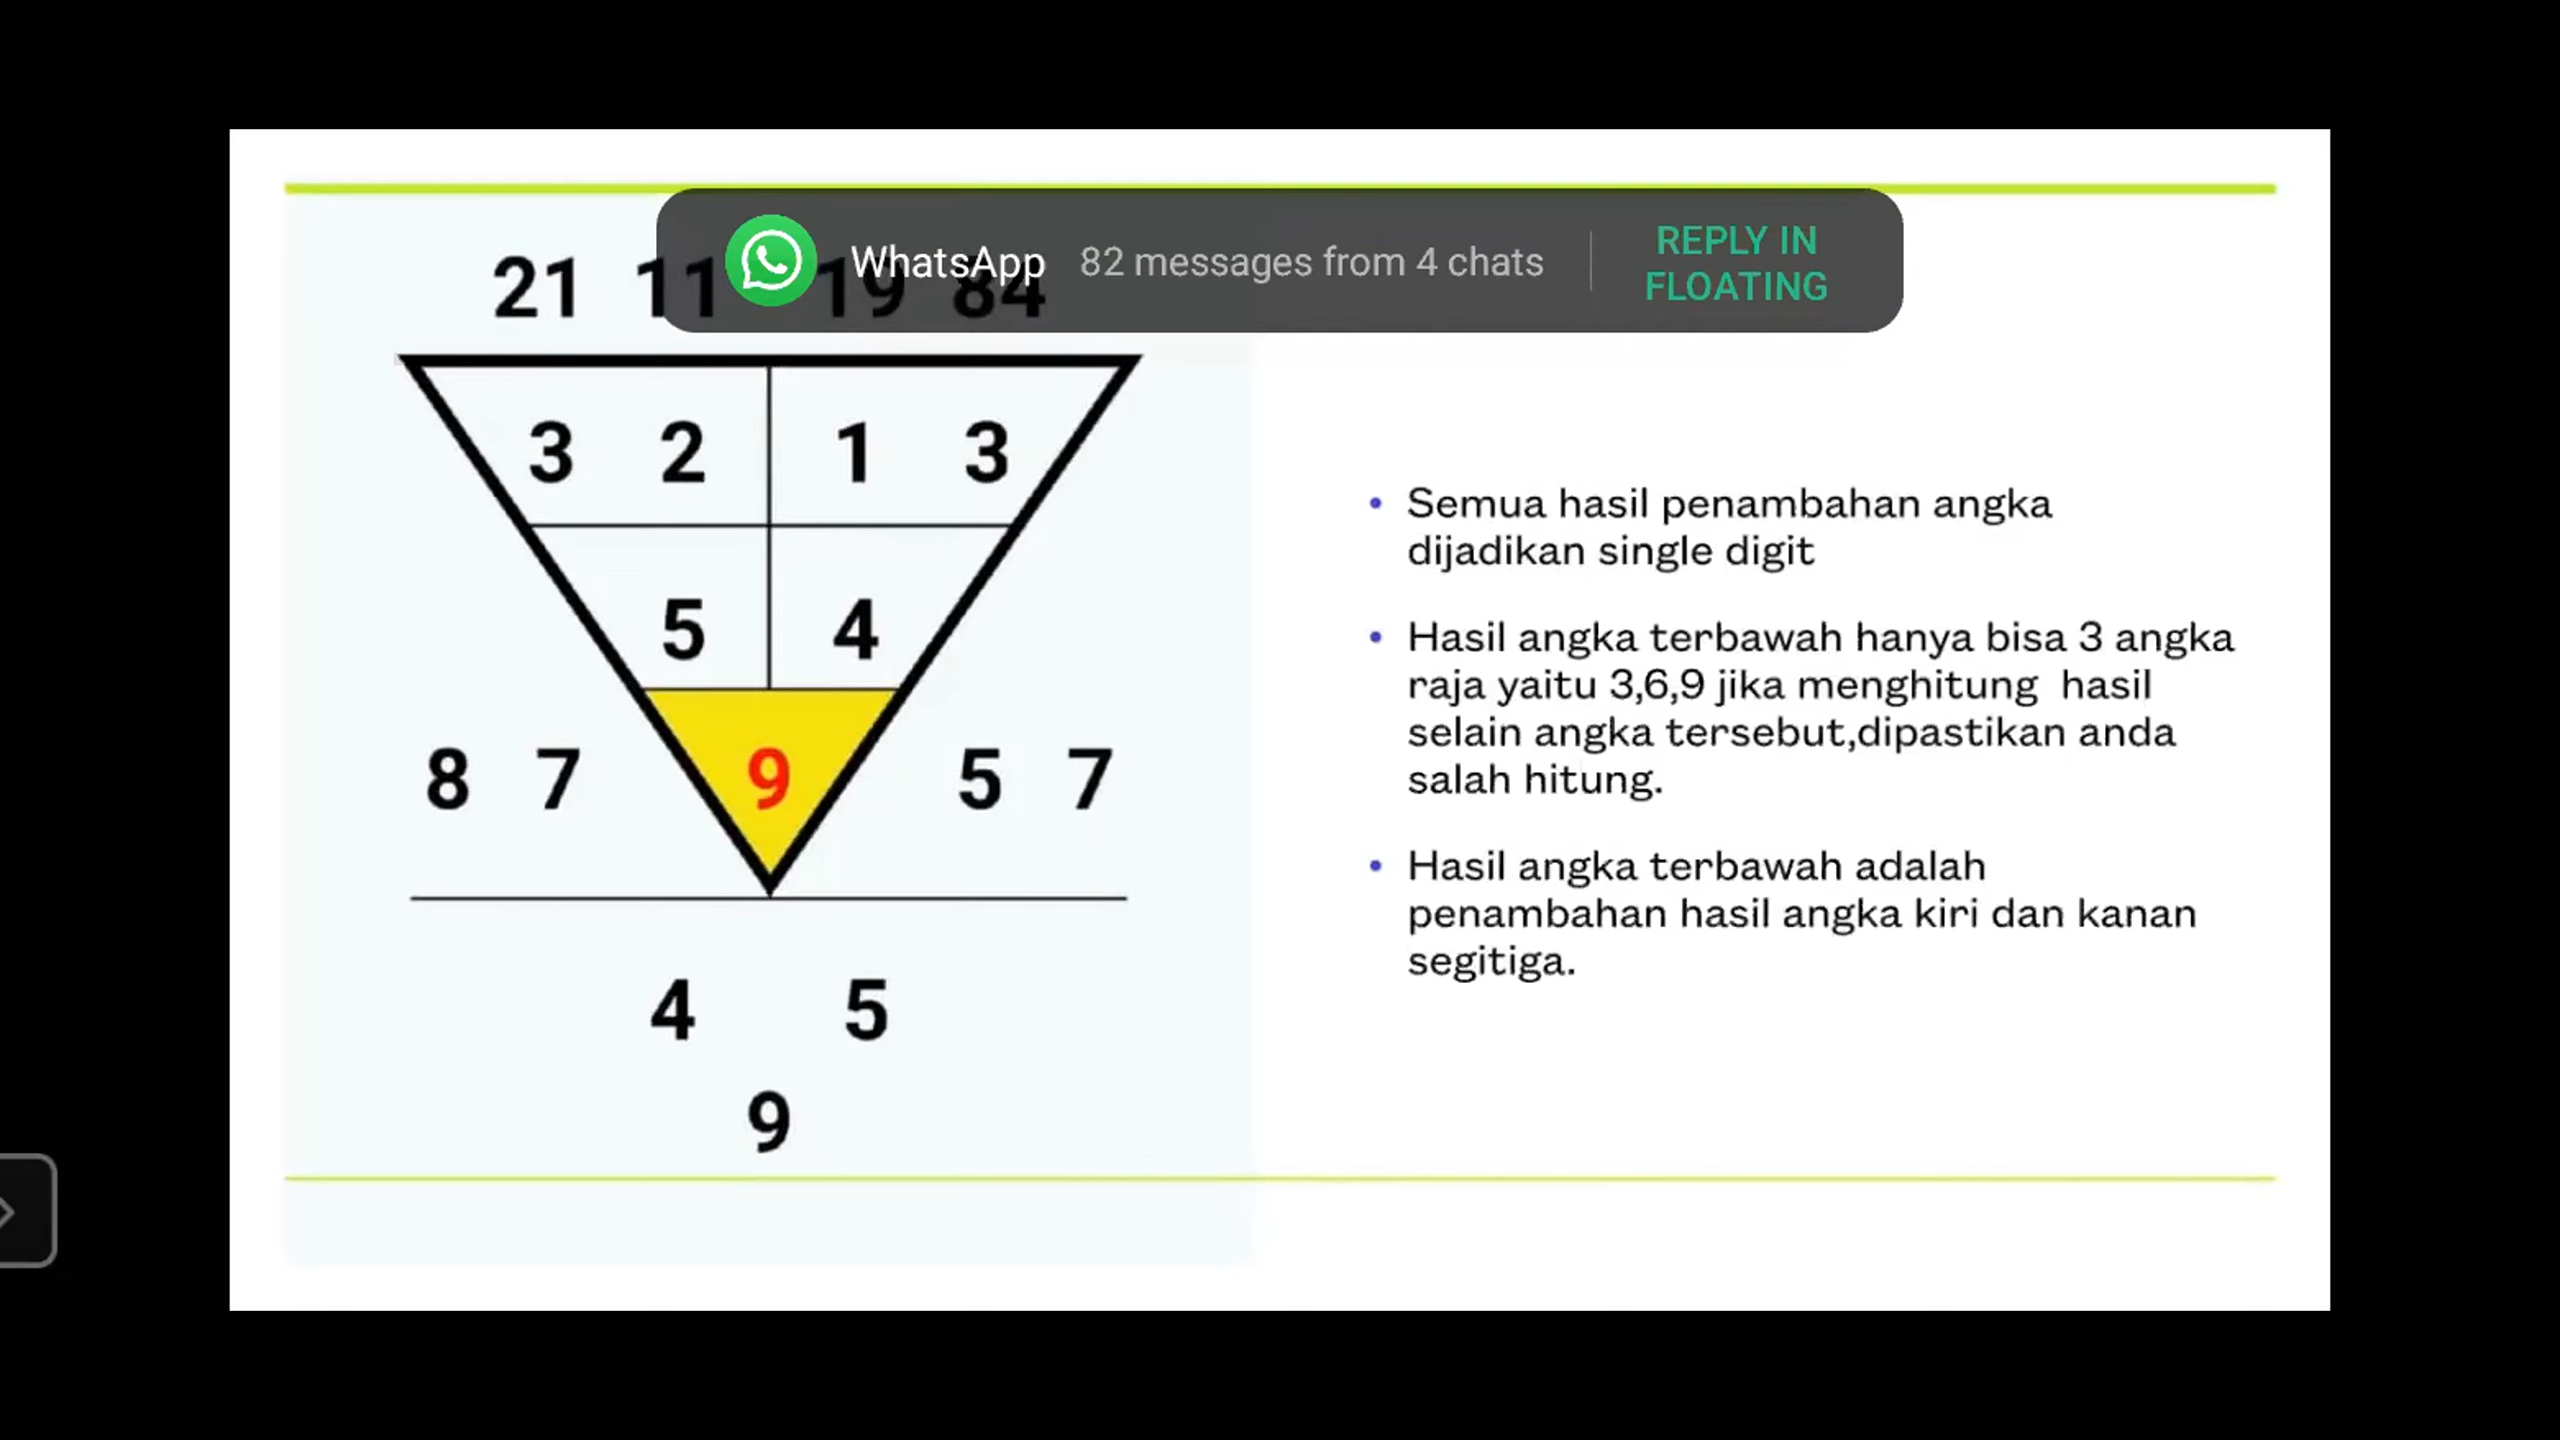 WhatsApp 82 messages from 4 chats REPLY IN
FLOATING
21 11 19 84
3 2 1 3
5 4
8 7 9 5 7
4 5
9
• Semua hasil penambahan angka
dijadikan single digit
• Hasil angka terbawah hanya bisa 3 angka
raja yaitu 3,6,9 jika menghitung hasil
selain angka tersebut,dipastikan anda
salah hitung.
• Hasil angka terbawah adalah
penambahan hasil angka kiri dan kanan
segitiga.